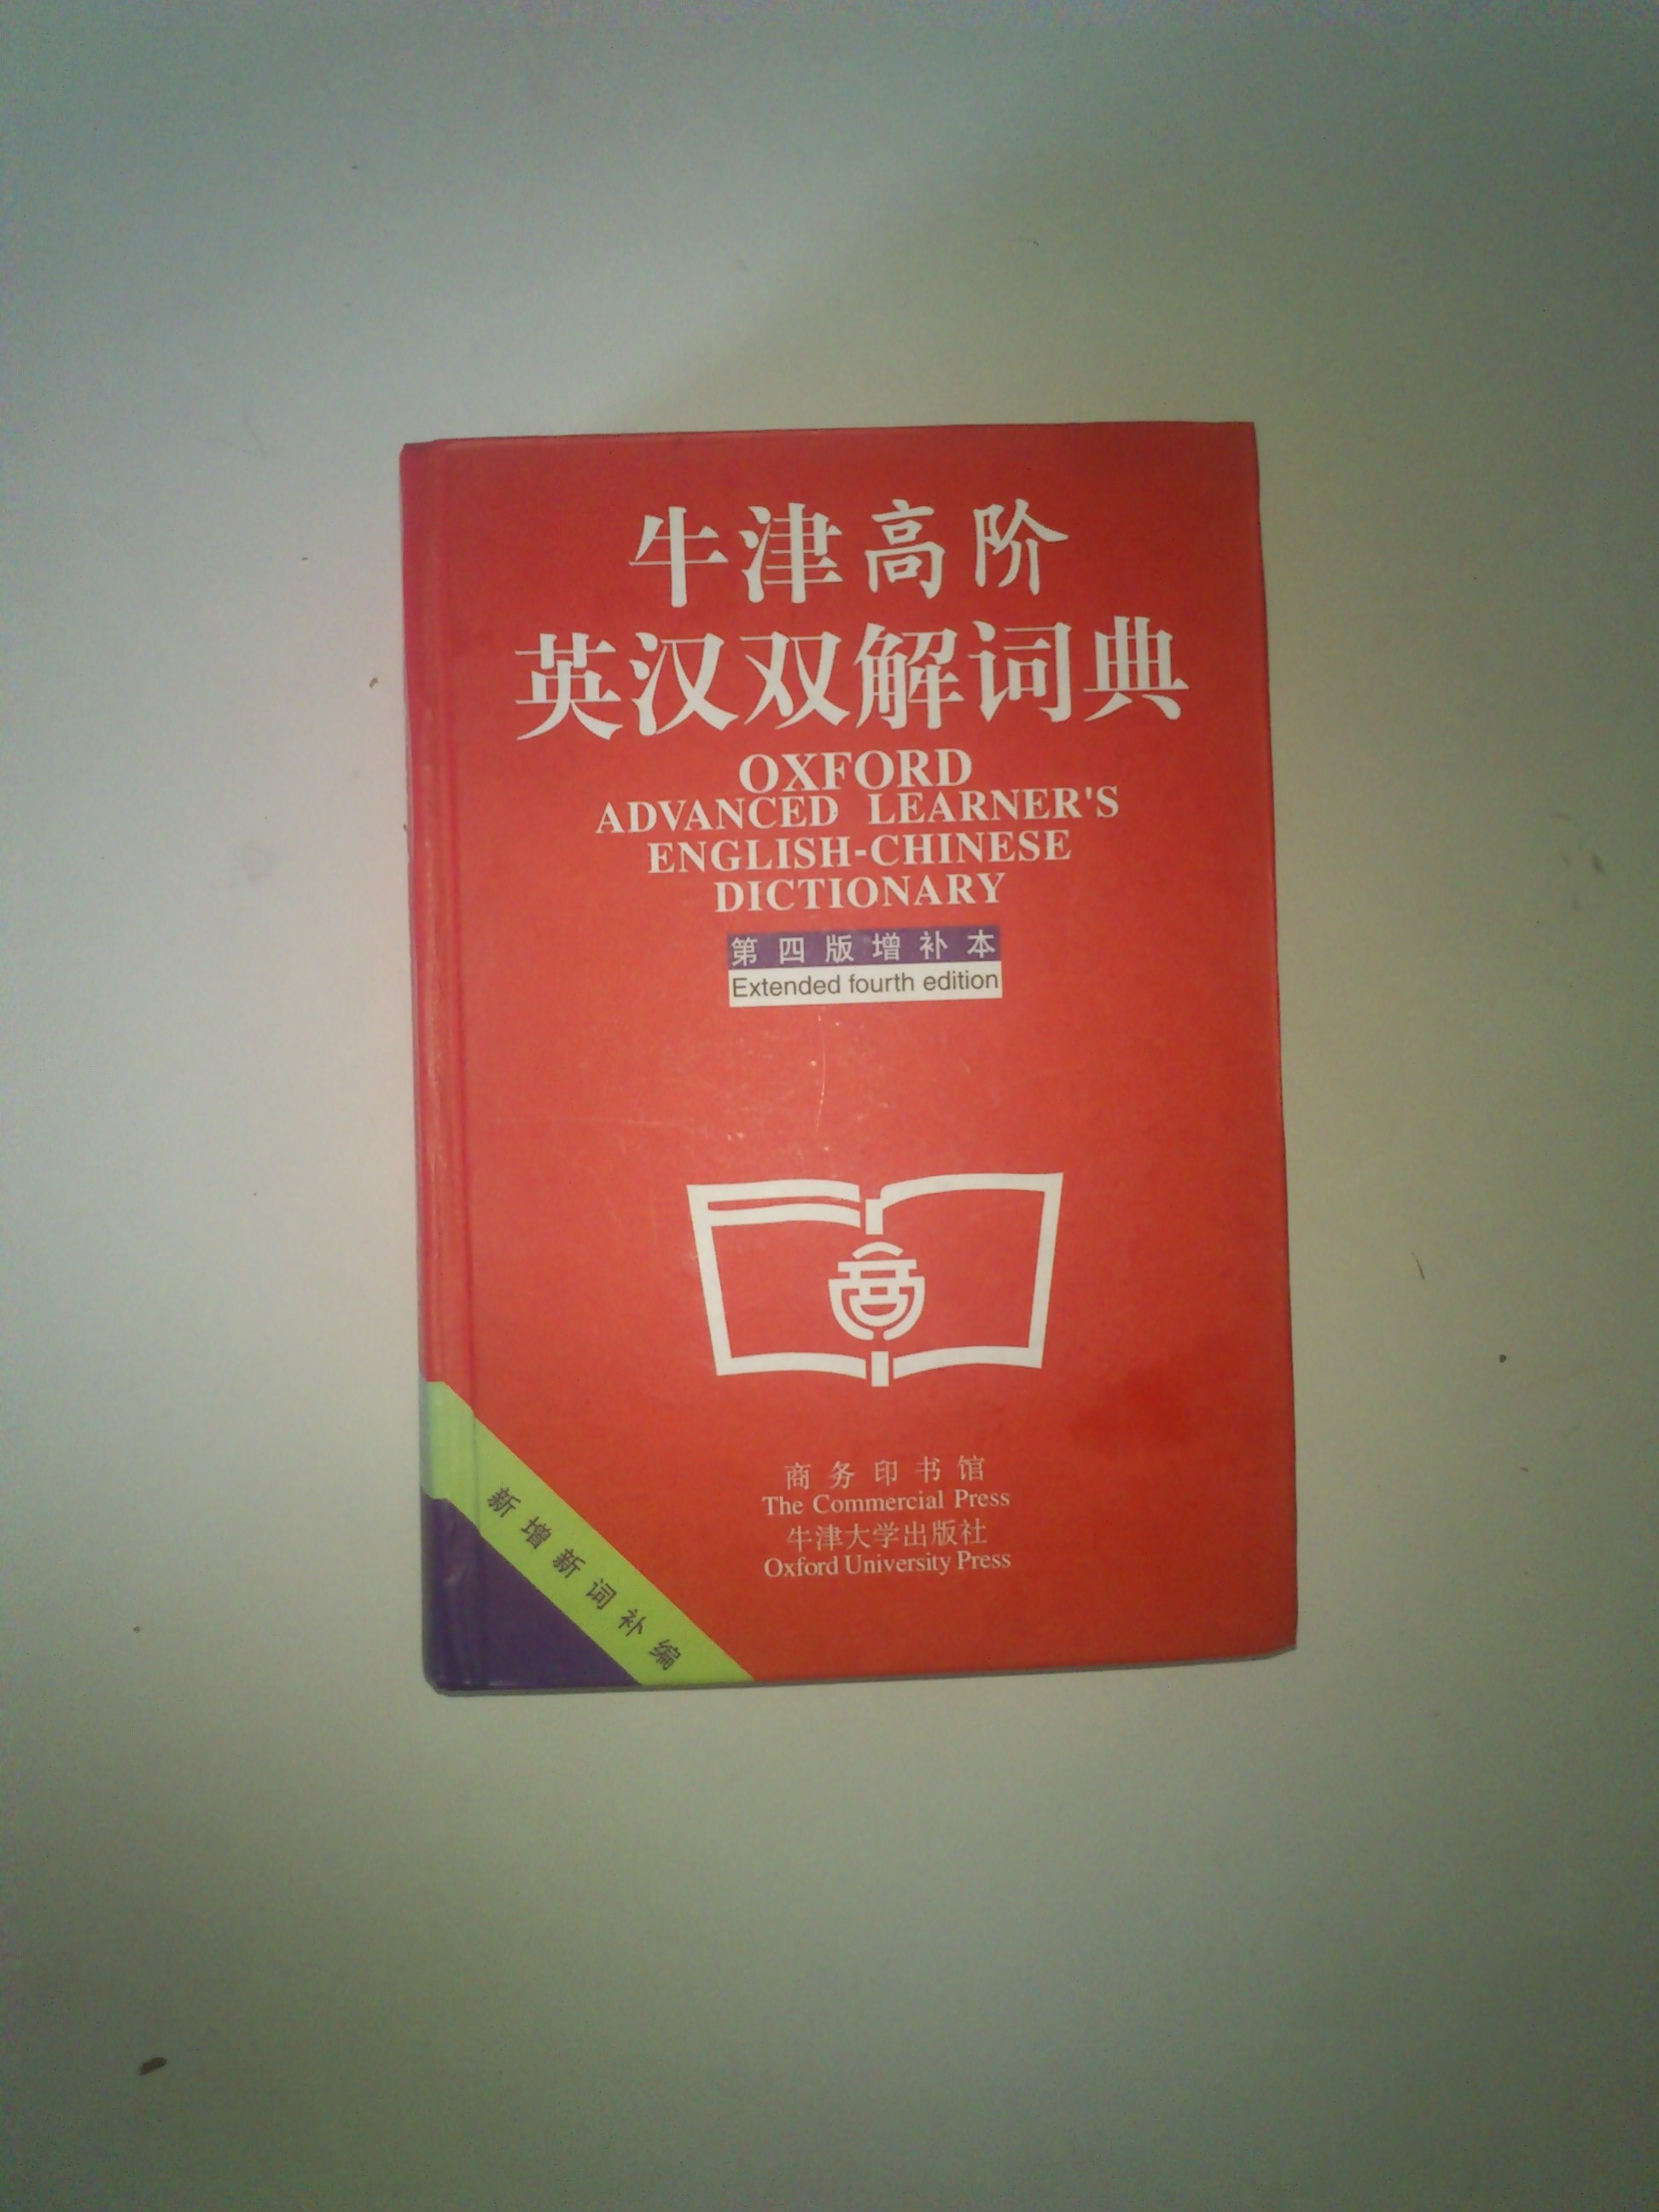 牛津高阶
英汉双解词典
OXFORD
ADVANCED LEARNER'S
ENGLISH-CHINESE
DICTIONARY
第四版增补本
Extended fourth edition
商
商务印书馆
The Commercial Press
牛津大学出版社
Oxford University Press
新增新词补编